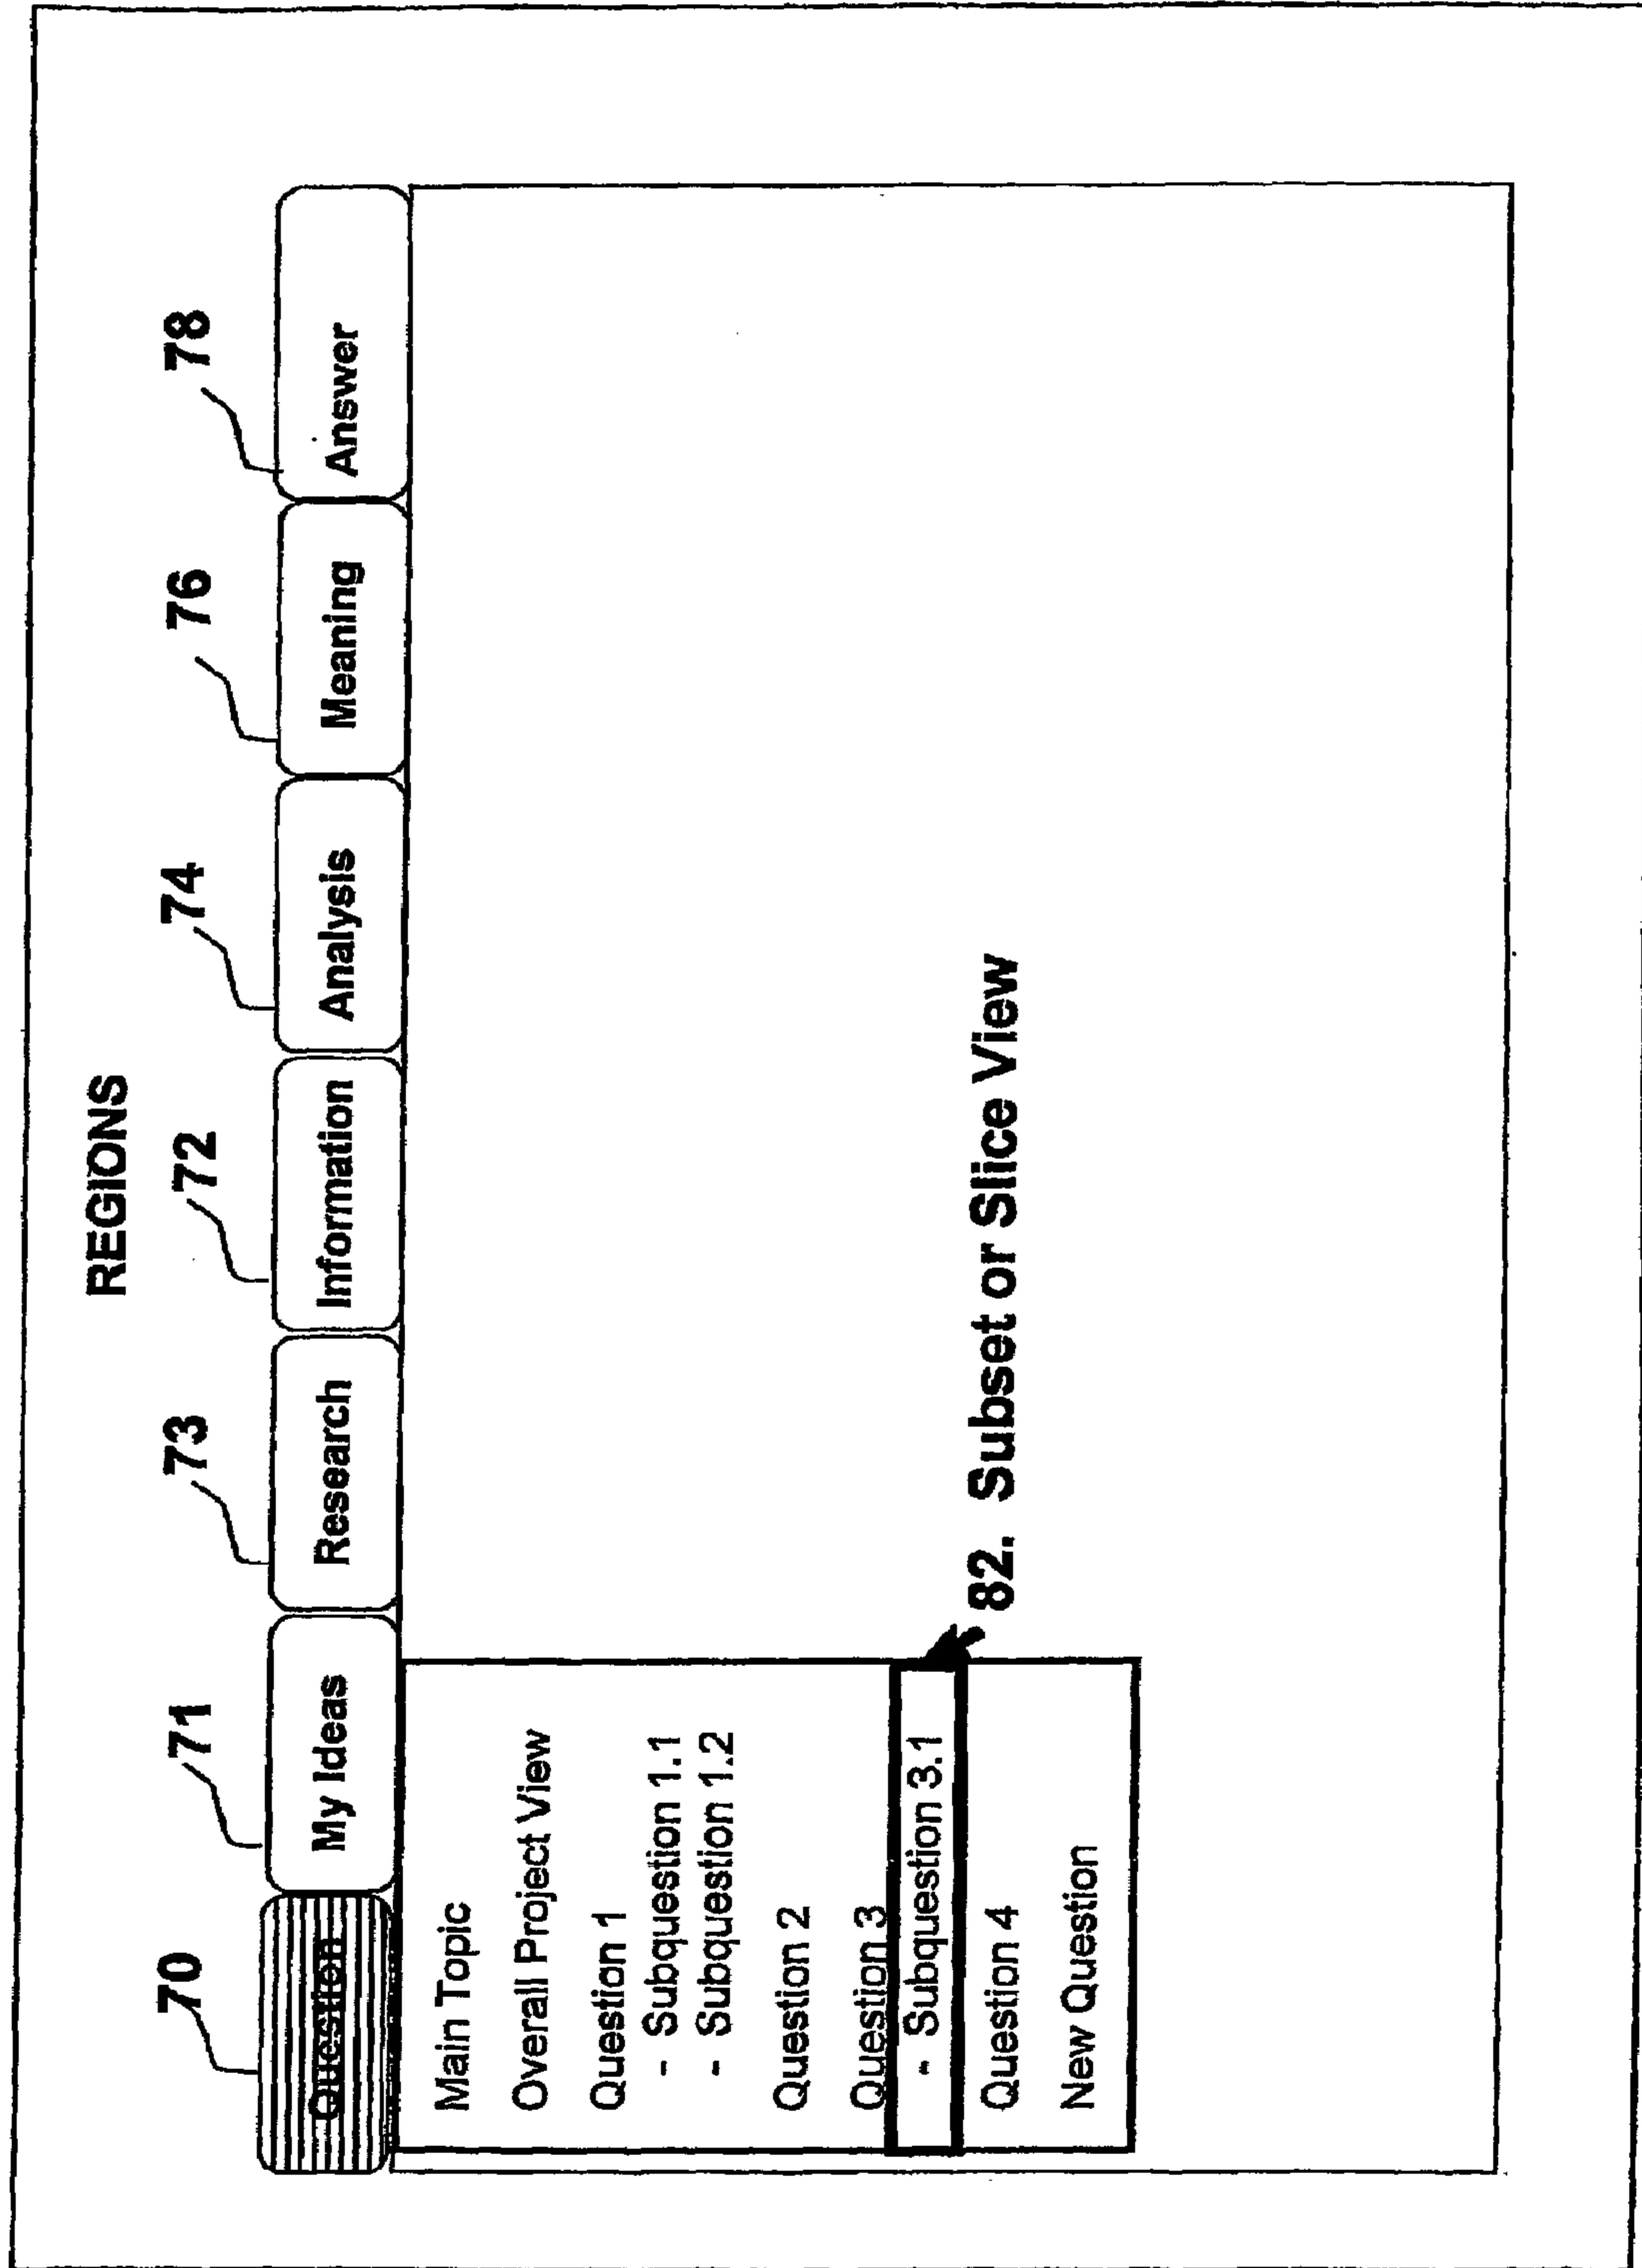 REGIONS
70
71
73
72
74
76
78
Question
My Ideas
Research
Information
Analysis
Meaning
Answer
Main Topic
Overall Project View
Question 1
- Subquestion 1.1
- Subquestion 1.2
Question 2
Question 3
- Subquestion 3.1
82. Subset or Slice View
Question 4
New Question